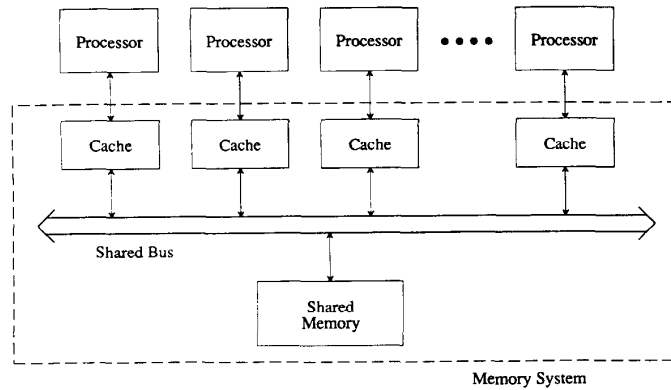 Processor
Processor
Processor
Processor
Cache
Cache
Cache
Cache
Shared Bus
Shared
Memory
Memory System